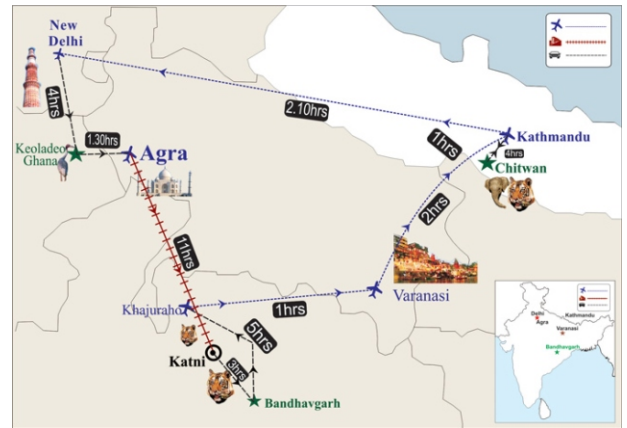 New
Delhi
4hrs
2.10hrs
Keoladeo
Ghana
1.30hrs
Agra
1hrs
Kathmandu
4hrs
Chitwan
2hrs
11hrs
Khajuraho
1hrs
Varanasi
5hrs
Katni
3hrs
Bandhavgarh
Delhi
Agra
Kathmandu
Varanasi
Bandhavgarh